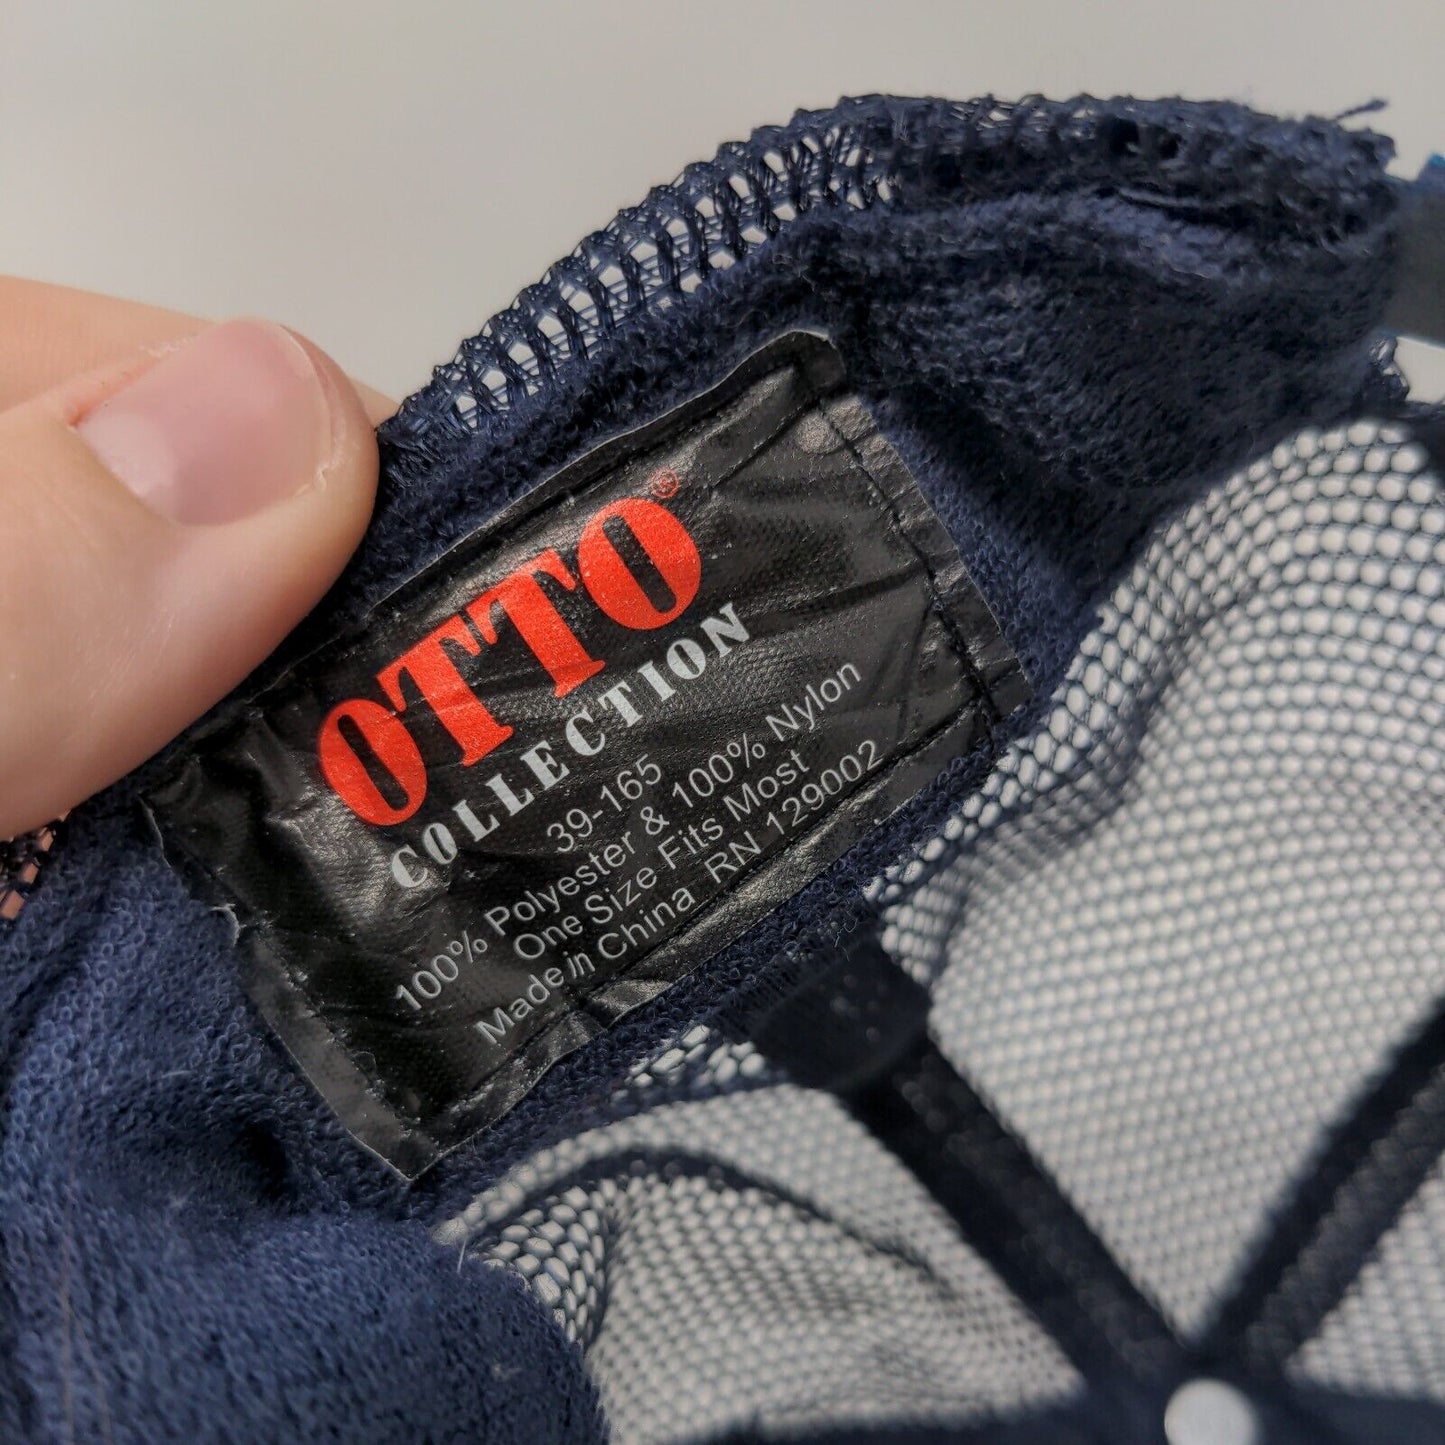 OTTO®
COLLECTION
39-165
100% Polyester & 100% Nylon
One Size Fits Most
Made in China RN 129002